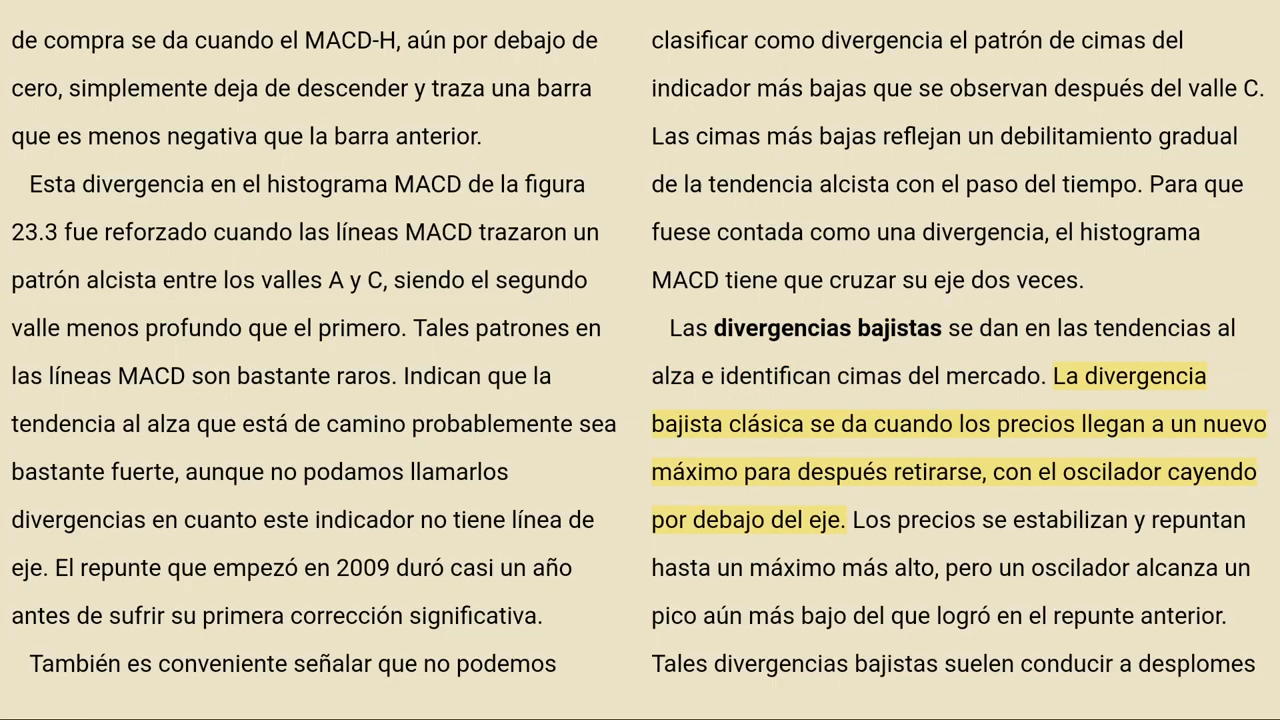 de compra se da cuando el MACD-H, aún por debajo de
cero, simplemente deja de descender y traza una barra
que es menos negativa que la barra anterior.
Esta divergencia en el histograma MACD de la figura
23.3 fue reforzado cuando las líneas MACD trazaron un
patrón alcista entre los valles A y C, siendo el segundo
valle menos profundo que el primero. Tales patrones en
las líneas MACD son bastante raros. Indican que la
tendencia al alza que está de camino probablemente sea
bastante fuerte, aunque no podamos llamarlos
divergencias en cuanto este indicador no tiene línea de
eje. El repunte que empezó en 2009 duró casi un año
antes de sufrir su primera corrección significativa.
También es conveniente señalar que no podemos
clasificar como divergencia el patrón de cimas del
indicador más bajas que se observan después del valle C.
Las cimas más bajas reflejan un debilitamiento gradual
de la tendencia alcista con el paso del tiempo. Para que
fuese contada como una divergencia, el histograma
MACD tiene que cruzar su eje dos veces.
Las divergencias bajistas se dan en las tendencias al
alza e identifican cimas del mercado. La divergencia
bajista clásica se da cuando los precios llegan a un nuevo
máximo para después retirarse, con el oscilador cayendo
por debajo del eje. Los precios se estabilizan y repuntan
hasta un máximo más alto, pero un oscilador alcanza un
pico aún más bajo del que logró en el repunte anterior.
Tales divergencias bajistas suelen conducir a desplomes